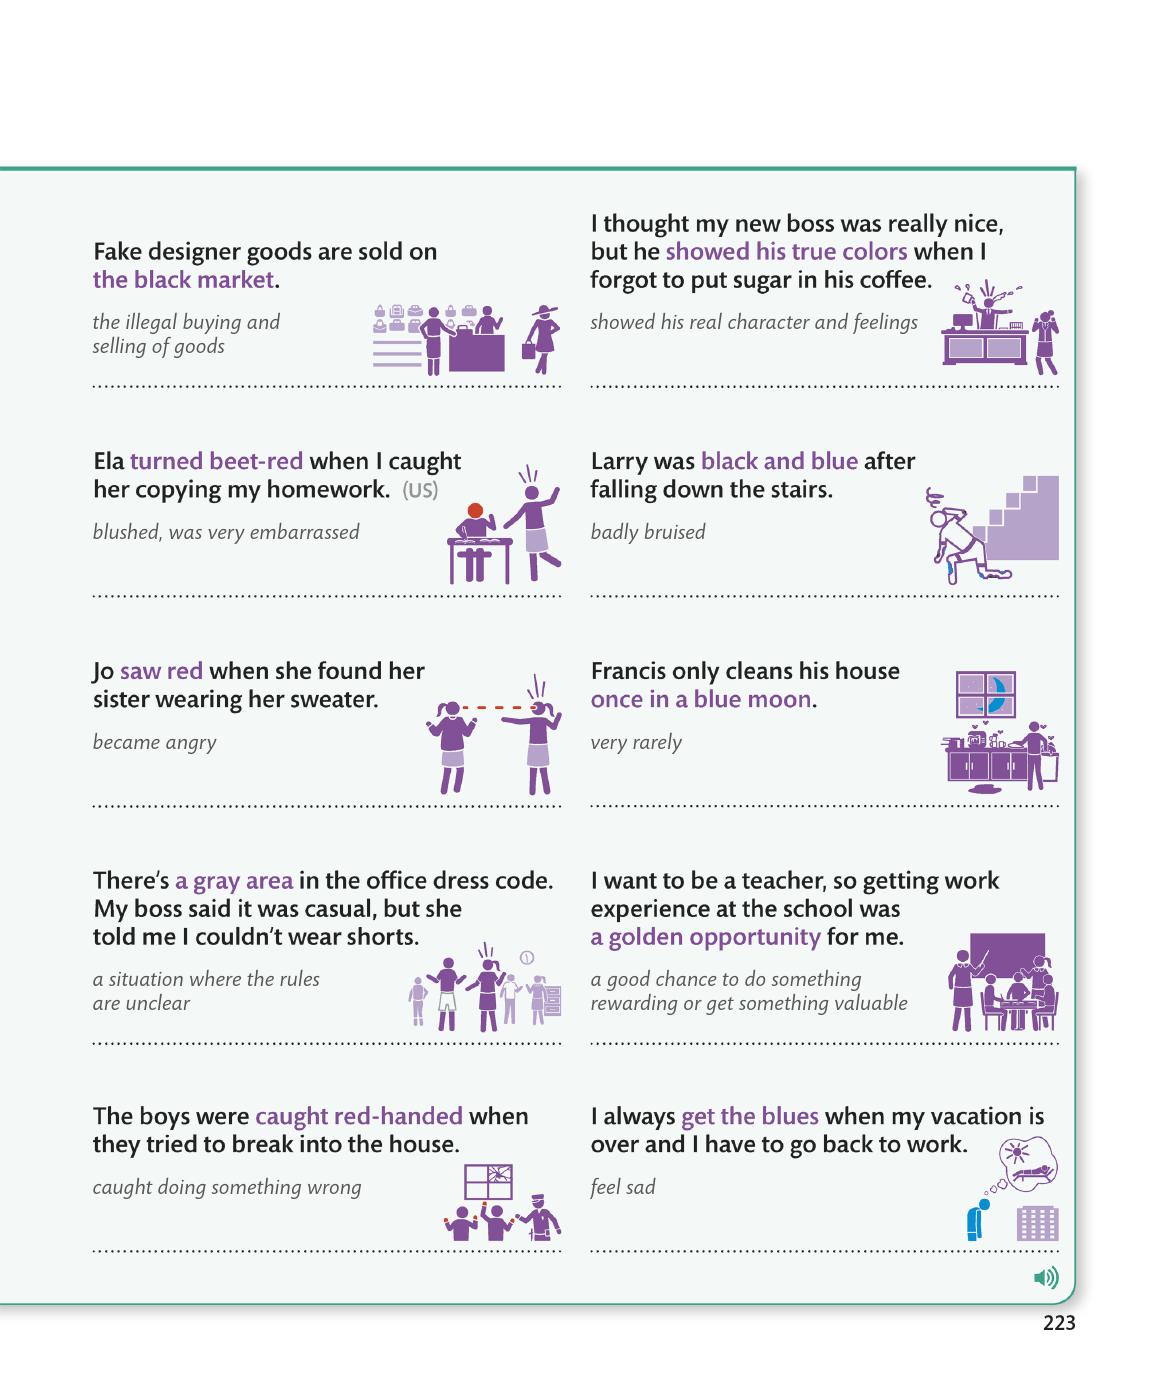 Fake designer goods are sold on
the black market.
the illegal buying and
selling of goods
I thought my new boss was really nice,
but he showed his true colors when I
forgot to put sugar in his coffee.
showed his real character and feelings
Ela turned beet-red when I caught
her copying my homework. (US)
blushed, was very embarrassed
Larry was black and blue after
falling down the stairs.
badly bruised
Jo saw red when she found her
sister wearing her sweater.
became angry
Francis only cleans his house
once in a blue moon.
very rarely
There's a gray area in the office dress code.
My boss said it was casual, but she
told me I couldn't wear shorts.
a situation where the rules
are unclear
I want to be a teacher, so getting work
experience at the school was
a golden opportunity for me.
a good chance to do something
rewarding or get something valuable
The boys were caught red-handed when
they tried to break into the house.
caught doing something wrong
I always get the blues when my vacation is
over and I have to go back to work.
feel sad
223